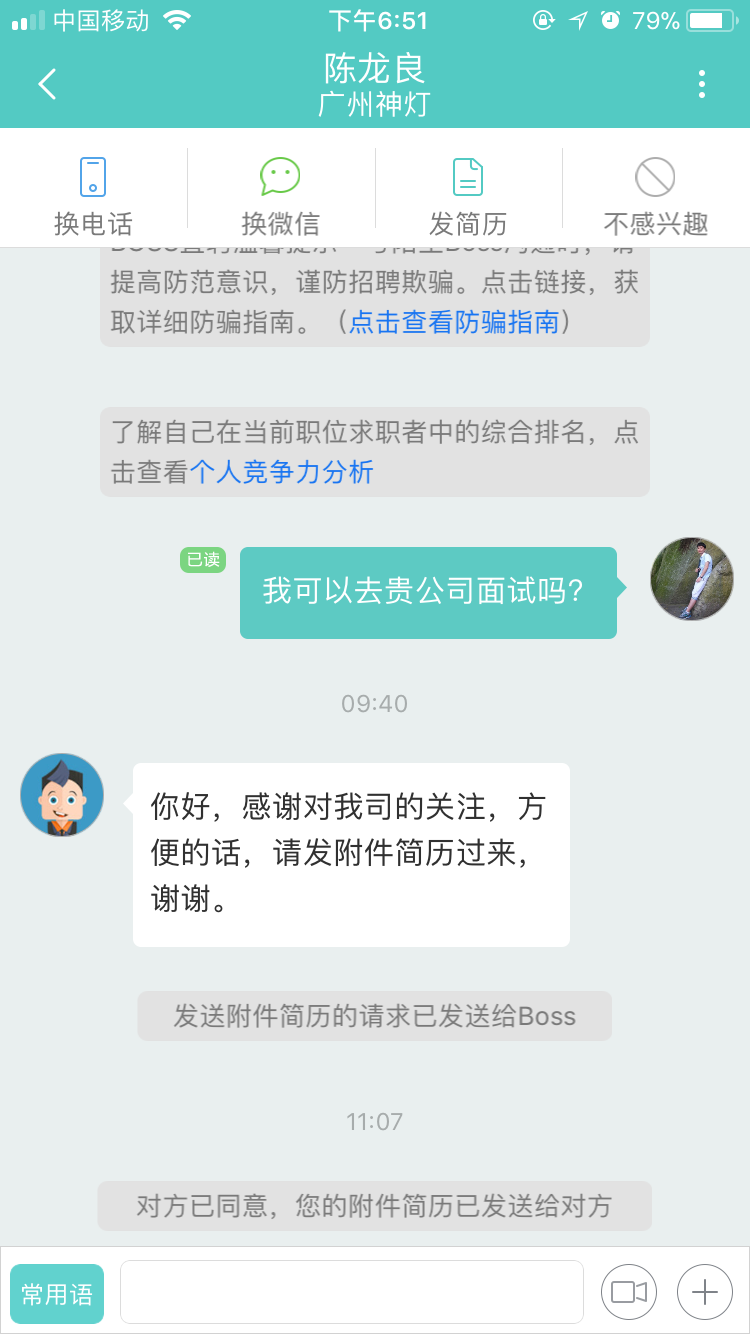 中国移动 下午6:51 79%
陈龙良
广州神灯
换电话 换微信 发简历 不感兴趣
提高防范意识，谨防招聘欺骗。点击链接，获
取详细防骗指南。（点击查看防骗指南）
了解自己在当前职位求职者中的综合排名，点
击查看个人竞争力分析
已读
我可以去贵公司面试吗?
09:40
你好，感谢对我司的关注，方
便的话，请发附件简历过来，
谢谢。
发送附件简历的请求已发送给Boss
11:07
对方已同意，您的附件简历已发送给对方
常用语